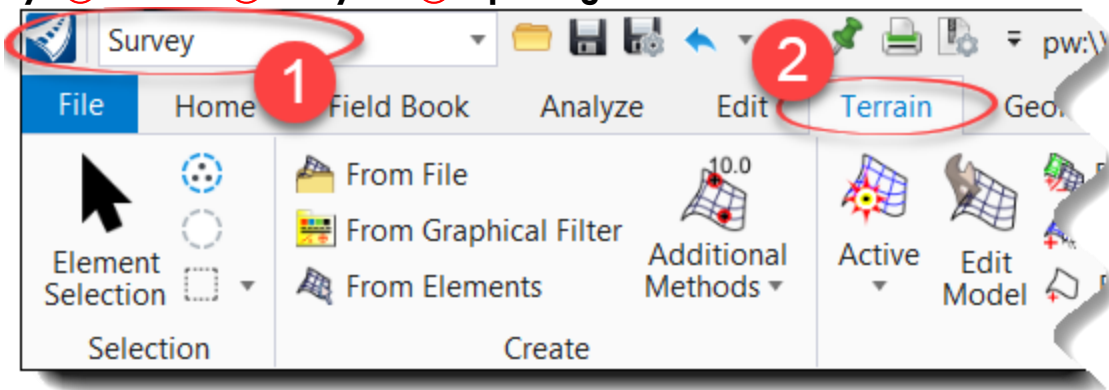 Survey
pw:\\
1
2
File Home Field Book Analyze Edit Terrain
From File
From Graphical Filter
From Elements
10.0
Additional Methods
Active
Edit Model
Element Selection
Selection
Create